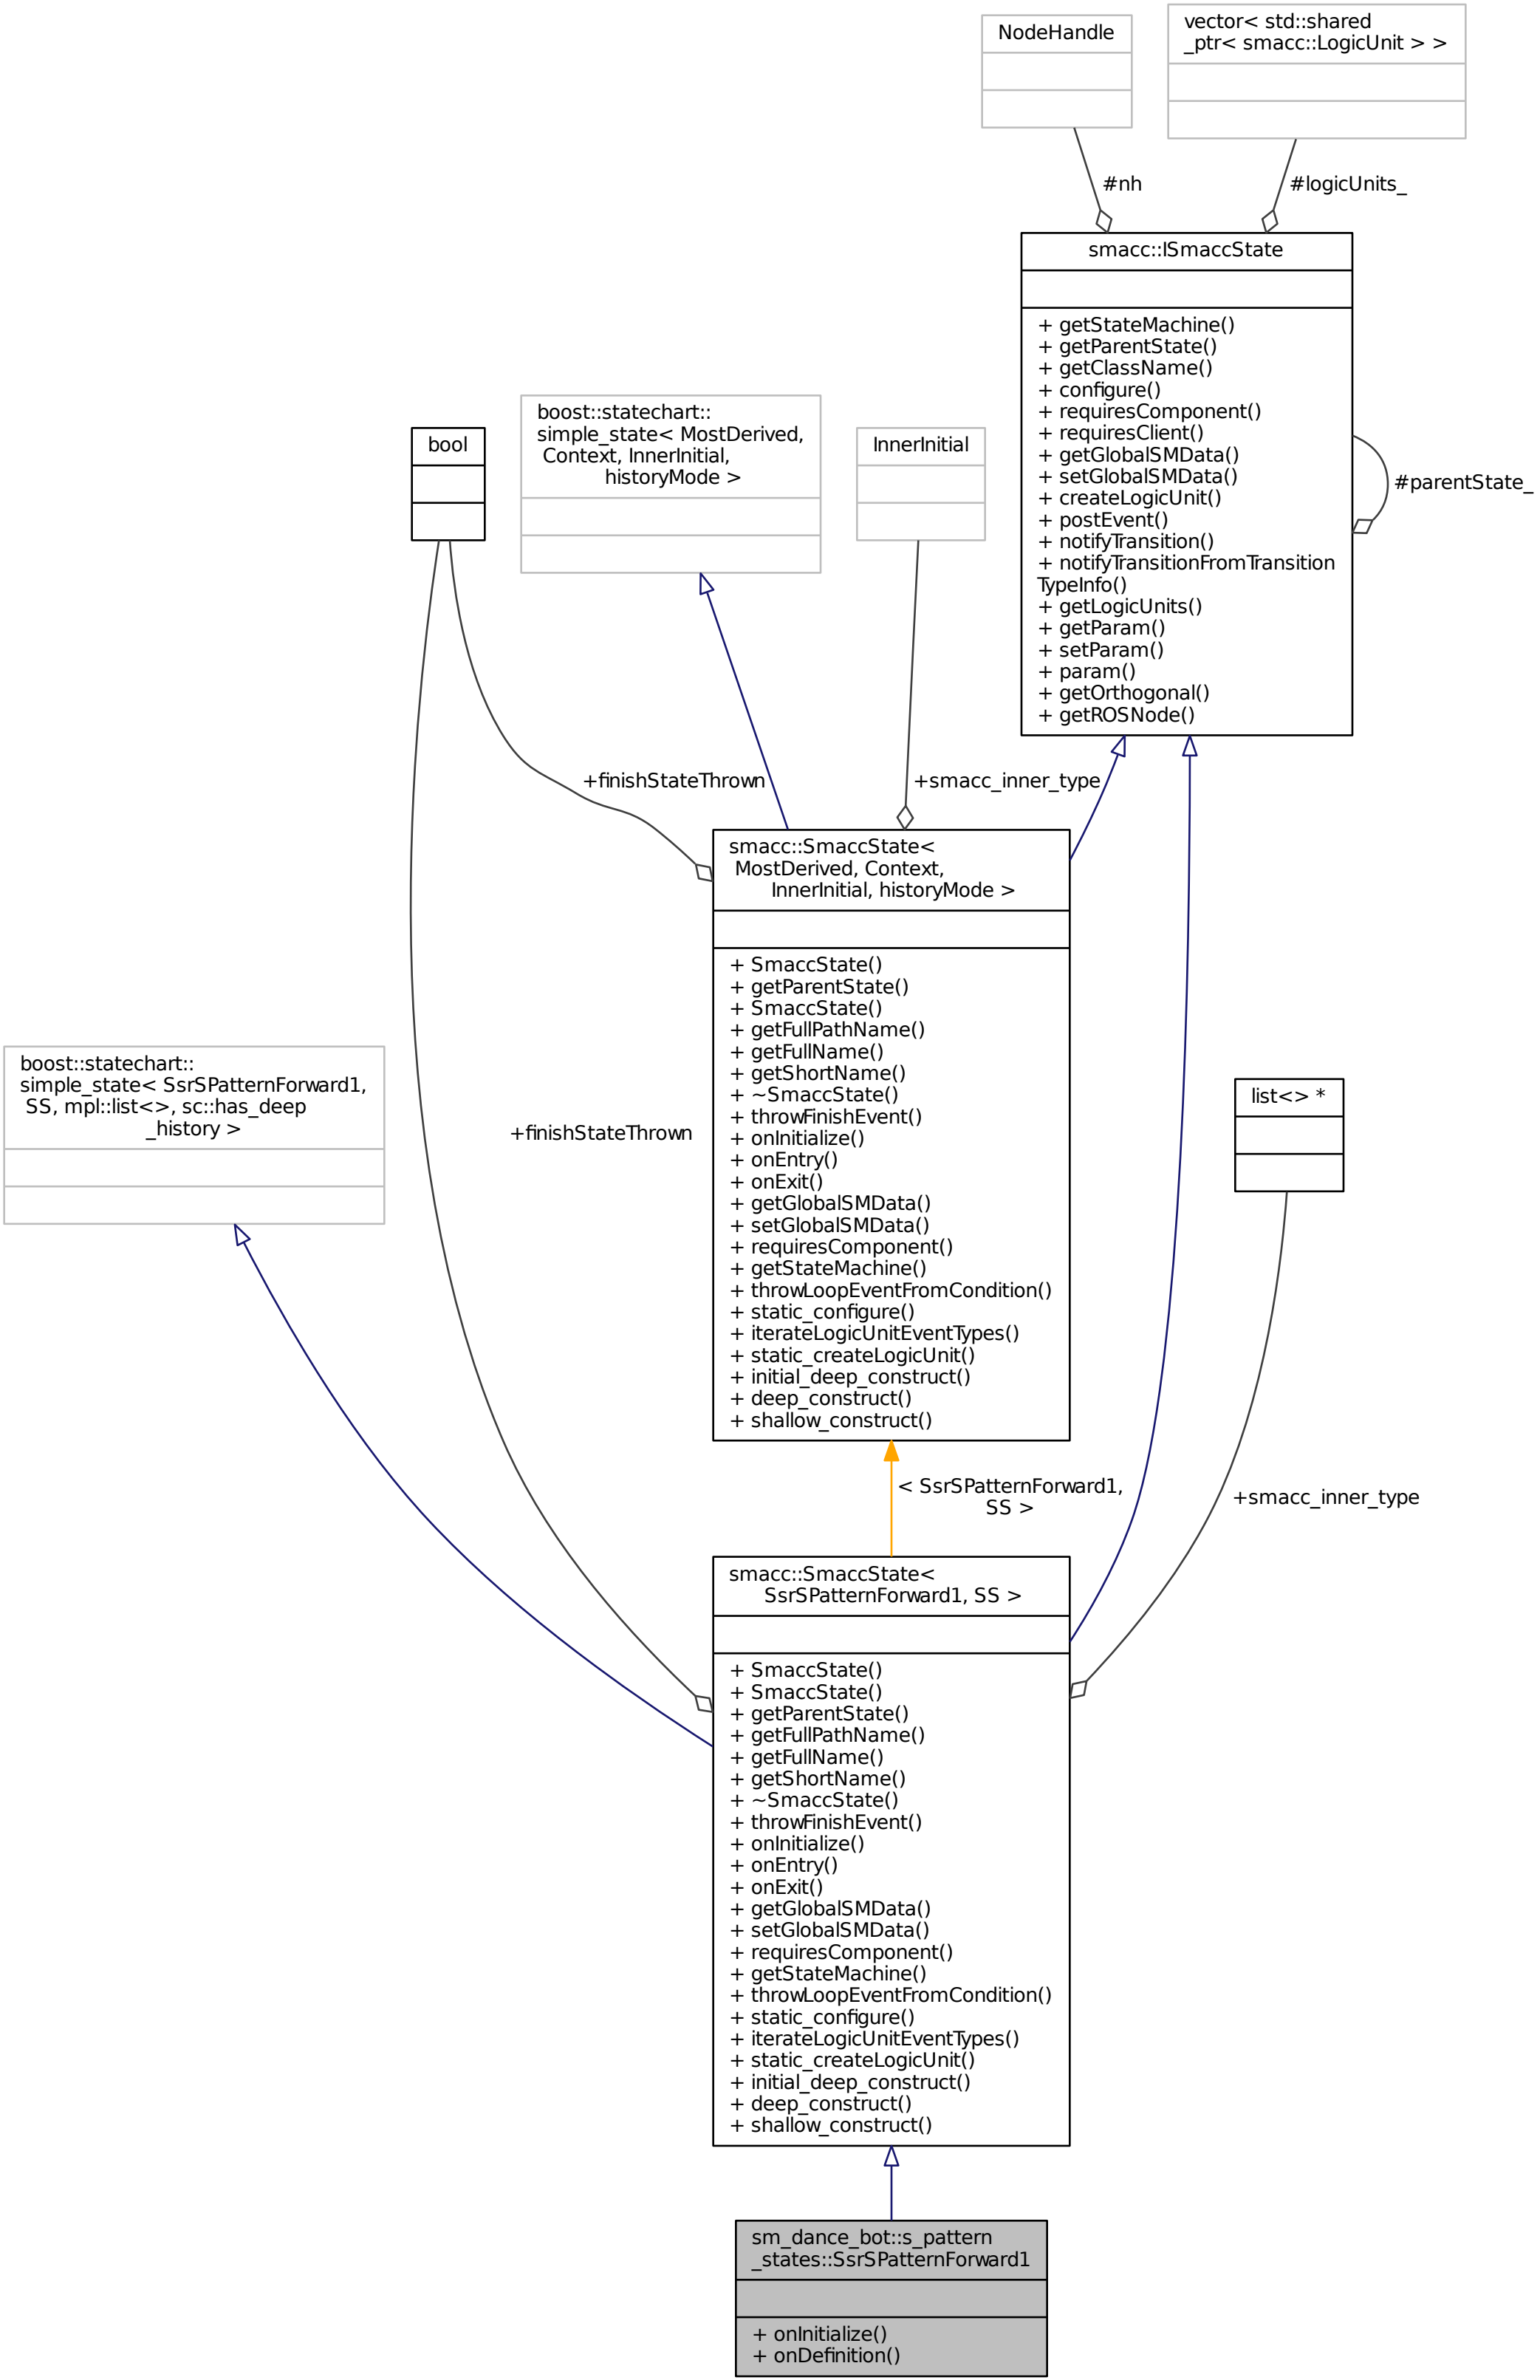 NodeHandle
vector< std::shared
_ptr< smacc::LogicUnit > >
#nh
#logicUnits_
smacc::ISmaccState
+ getStateMachine()
+ getParentState()
+ getClassName()
+ configure()
+ requiresComponent()
+ requiresClient()
+ getGlobalSMData()
+ setGlobalSMData()
+ createLogicUnit()
+ postEvent()
+ notifyTransition()
+ notifyTransitionFromTransition
TypeInfo()
+ getLogicUnits()
+ getParam()
+ setParam()
+ param()
+ getOrthogonal()
+ getROSNode()
#parentState_
bool
boost::statechart::
simple_state< MostDerived,
Context, InnerInitial,
historyMode >
InnerInitial
+finishStateThrown
+smacc_inner_type
smacc::SmaccState<
MostDerived, Context,
InnerInitial, historyMode >
+ SmaccState()
+ getParentState()
+ SmaccState()
+ getFullPathName()
+ getFullName()
+ getShortName()
+ ~SmaccState()
+ throwFinishEvent()
+ onInitialize()
+ onEntry()
+ onExit()
+ getGlobalSMData()
+ setGlobalSMData()
+ requiresComponent()
+ getStateMachine()
+ throwLoopEventFromCondition()
+ static_configure()
+ iterateLogicUnitEventTypes()
+ static_createLogicUnit()
+ initial_deep_construct()
+ deep_construct()
+ shallow_construct()
boost::statechart::
simple_state< SsrSPatternForward1,
SS, mpl::list<>, sc::has_deep
_history >
+finishStateThrown
list<> *
< SsrSPatternForward1,
SS >
+smacc_inner_type
smacc::SmaccState<
SsrSPatternForward1, SS >
+ SmaccState()
+ SmaccState()
+ getParentState()
+ getFullPathName()
+ getFullName()
+ getShortName()
+ ~SmaccState()
+ throwFinishEvent()
+ onInitialize()
+ onEntry()
+ onExit()
+ getGlobalSMData()
+ setGlobalSMData()
+ requiresComponent()
+ getStateMachine()
+ throwLoopEventFromCondition()
+ static_configure()
+ iterateLogicUnitEventTypes()
+ static_createLogicUnit()
+ initial_deep_construct()
+ deep_construct()
+ shallow_construct()
sm_dance_bot::s_pattern
_states::SsrSPatternForward1
+ onInitialize()
+ onDefinition()